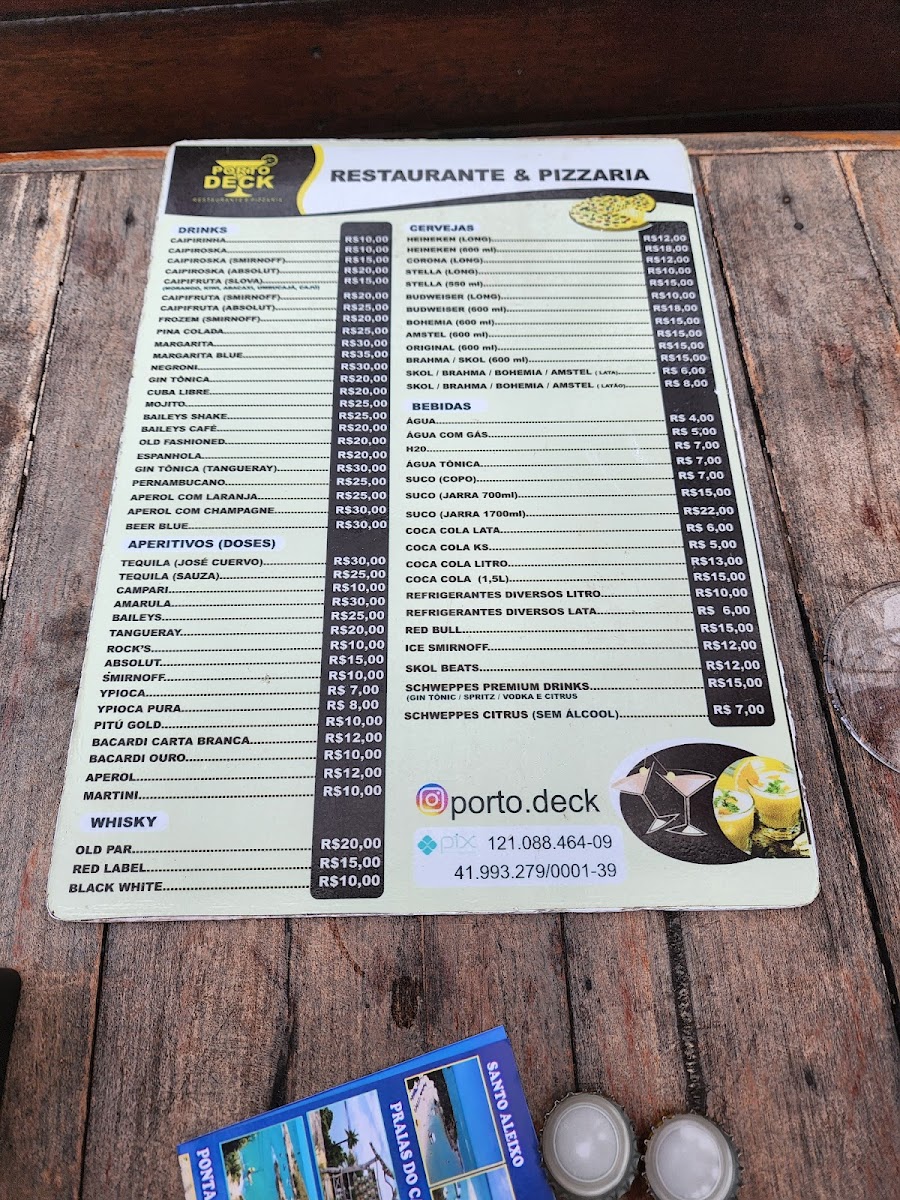 PORTO
DECK
RESTAURANTE E PIZZARIA
RESTAURANTE & PIZZARIA
DRINKS
CAIPIRINHA R$10,00
CAIPIROSKA R$10,00
CAIPIROSKA (SMIRNOFF) R$15,00
CAIPIROSKA (ABSOLUT) R$20,00
CAIPIFRUTA (SLOVA) R$15,00
(MORANGO, KIWI, ABACAXI, UMBUCAJÁ, CAJÚ)
CAIPIFRUTA (SMIRNOFF) R$20,00
CAIPIFRUTA (ABSOLUT) R$25,00
FROZEM (SMIRNOFF) R$20,00
PINA COLADA R$25,00
MARGARITA R$30,00
MARGARITA BLUE R$35,00
NEGRONI R$30,00
GIN TÔNICA R$20,00
CUBA LIBRE R$20,00
MOJITO R$25,00
BAILEYS SHAKE R$25,00
BAILEYS CAFÉ R$20,00
OLD FASHIONED R$20,00
ESPANHOLA R$20,00
GIN TÔNICA (TANGUERAY) R$30,00
PERNAMBUCANO R$25,00
APEROL COM LARANJA R$25,00
APEROL COM CHAMPAGNE R$30,00
BEER BLUE R$30,00
APERITIVOS (DOSES)
TEQUILA (JOSÉ CUERVO) R$30,00
TEQUILA (SAUZA) R$25,00
CAMPARI R$10,00
AMARULA R$30,00
BAILEYS R$25,00
TANGUERAY R$20,00
ROCK'S R$10,00
ABSOLUT R$15,00
SMIRNOFF R$10,00
YPIOCA R$ 7,00
YPIOCA PURA R$ 8,00
PITÚ GOLD R$10,00
BACARDI CARTA BRANCA R$12,00
BACARDI OURO R$10,00
APEROL R$12,00
MARTINI R$10,00
WHISKY
OLD PAR R$20,00
RED LABEL R$15,00
BLACK WHITE R$10,00
CERVEJAS
HEINEKEN (LONG) R$12,00
HEINEKEN (600 ml) R$18,00
CORONA (LONG) R$12,00
STELLA (LONG) R$10,00
STELLA (550 ml) R$15,00
BUDWEISER (LONG) R$10,00
BUDWEISER (600 ml) R$18,00
BOHEMIA (600 ml) R$15,00
AMSTEL (600 ml) R$15,00
ORIGINAL (600 ml) R$15,00
BRAHMA / SKOL (600 ml) R$15,00
SKOL / BRAHMA / BOHEMIA / AMSTEL (LATA) R$ 6,00
SKOL / BRAHMA / BOHEMIA / AMSTEL (LATÃO) R$ 8,00
BEBIDAS
ÁGUA R$ 4,00
ÁGUA COM GÁS R$ 5,00
H20 R$ 7,00
ÁGUA TÔNICA R$ 7,00
SUCO (COPO) R$ 7,00
SUCO (JARRA 700ml) R$15,00
SUCO (JARRA 1700ml) R$22,00
COCA COLA LATA R$ 6,00
COCA COLA KS R$ 5,00
COCA COLA LITRO R$13,00
COCA COLA (1,5L) R$15,00
REFRIGERANTES DIVERSOS LITRO R$10,00
REFRIGERANTES DIVERSOS LATA R$ 6,00
RED BULL R$15,00
ICE SMIRNOFF R$12,00
SKOL BEATS R$12,00
SCHWEPPES PREMIUM DRINKS R$15,00
(GIN TÔNIC / SPRITZ / VODKA E CITRUS
SCHWEPPES CITRUS (SEM ÁLCOOL) R$ 7,00
porto.deck
pix 121.088.464-09
41.993.279/0001-39
SANTO ALEIXO
PRAIAS DO
PONTA